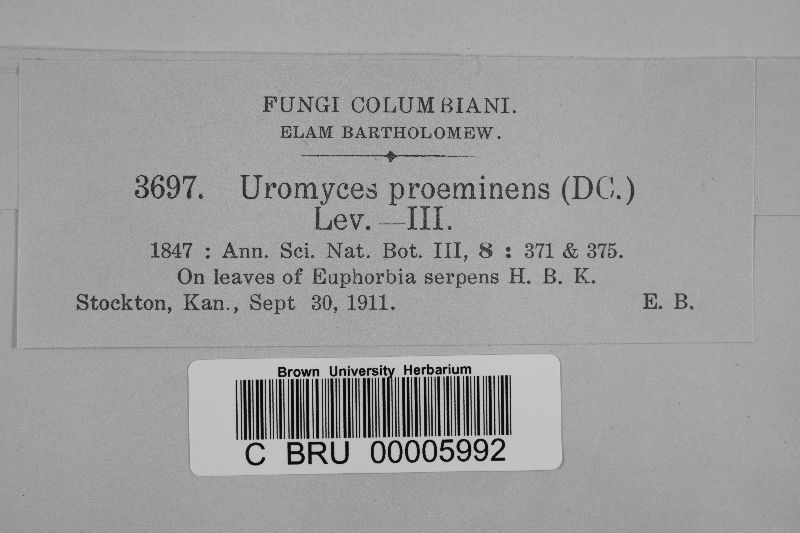 FUNGI COLUMBIANI.
ELAM BARTHOLOMEW.
3697. Uromyces proeminens (DC.)
Lev. —III.
1847 : Ann. Sci. Nat. Bot. III, 8 : 371 & 375.
On leaves of Euphorbia serpens H. B. K.
Stockton, Kan., Sept 30, 1911. E. B.
Brown University Herbarium
C BRU 00005992